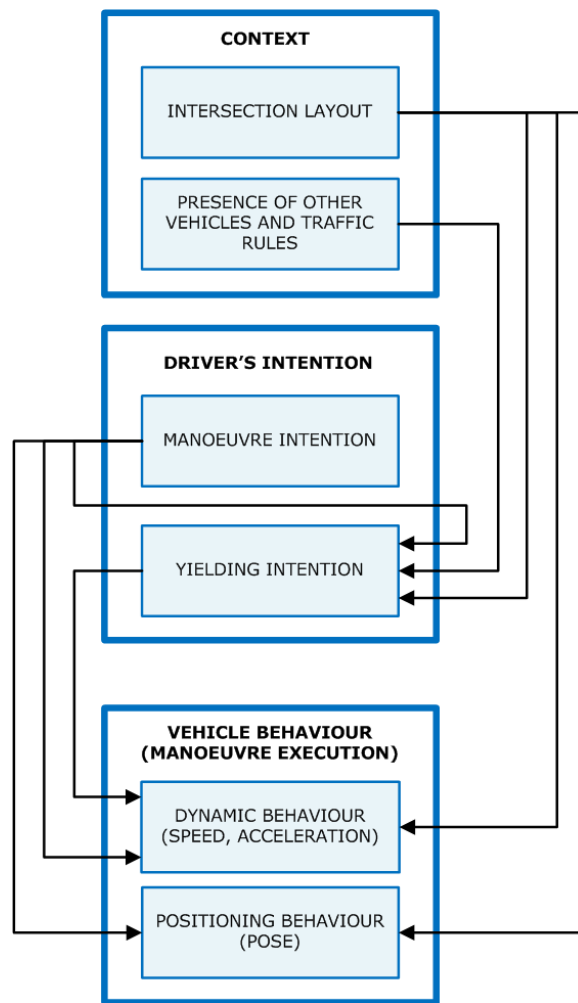 CONTEXT
INTERSECTION LAYOUT
PRESENCE OF OTHER
VEHICLES AND TRAFFIC
RULES
DRIVER’S INTENTION
MANOEUVRE INTENTION
YIELDING INTENTION
VEHICLE BEHAVIOUR
(MANOEUVRE EXECUTION)
DYNAMIC BEHAVIOUR
(SPEED, ACCELERATION)
POSITIONING BEHAVIOUR
(POSE)